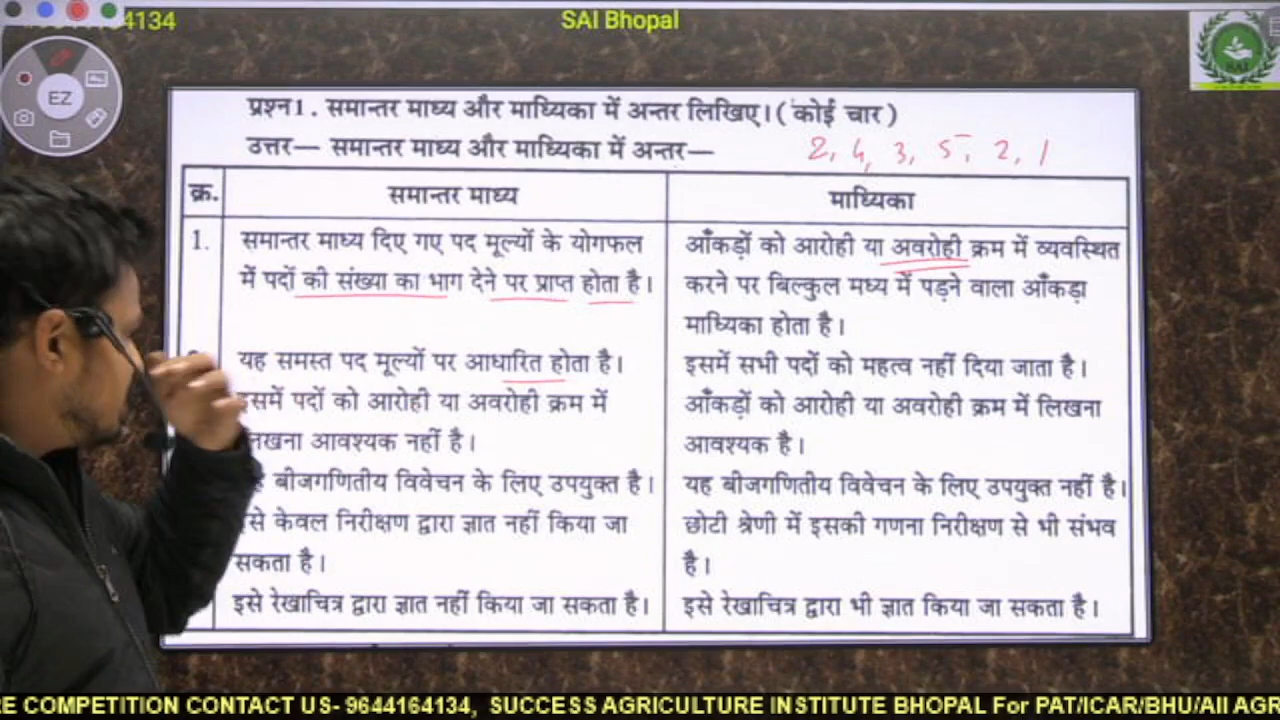 4134
SAI Bhopal
EZ
प्रश्न1. समान्तर माध्य और माध्यिका में अन्तर लिखिए। (कोई चार)
उत्तर— समान्तर माध्य और माध्यिका में अन्तर—
2, 4, 3, 5, 2, 1
क्र.
समान्तर माध्य
माध्यिका
1.
समान्तर माध्य दिए गए पद मूल्यों के योगफल
में पदों की संख्या का भाग देने पर प्राप्त होता है।
आँकड़ों को आरोही या अवरोही क्रम में व्यवस्थित
करने पर बिल्कुल मध्य में पड़ने वाला आँकड़ा
माध्यिका होता है।
यह समस्त पद मूल्यों पर आधारित होता है।
इसमें सभी पदों को महत्व नहीं दिया जाता है।
इसमें पदों को आरोही या अवरोही क्रम में
लिखना आवश्यक नहीं है।
आँकड़ों को आरोही या अवरोही क्रम में लिखना
आवश्यक है।
बीजगणितीय विवेचन के लिए उपयुक्त है।
यह बीजगणितीय विवेचन के लिए उपयुक्त नहीं है।
से केवल निरीक्षण द्वारा ज्ञात नहीं किया जा
सकता है।
छोटी श्रेणी में इसकी गणना निरीक्षण से भी संभव
है।
इसे रेखाचित्र द्वारा ज्ञात नहीं किया जा सकता है।
इसे रेखाचित्र द्वारा भी ज्ञात किया जा सकता है।
RE COMPETITION CONTACT US- 9644164134, SUCCESS AGRICULTURE INSTITUTE BHOPAL For PAT/ICAR/BHU/All AGR